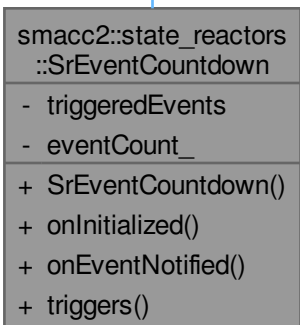 smacc2::state_reactors
::SrEventCountdown
- triggeredEvents
- eventCount_
+ SrEventCountdown()
+ onInitialized()
+ onEventNotified()
+ triggers()